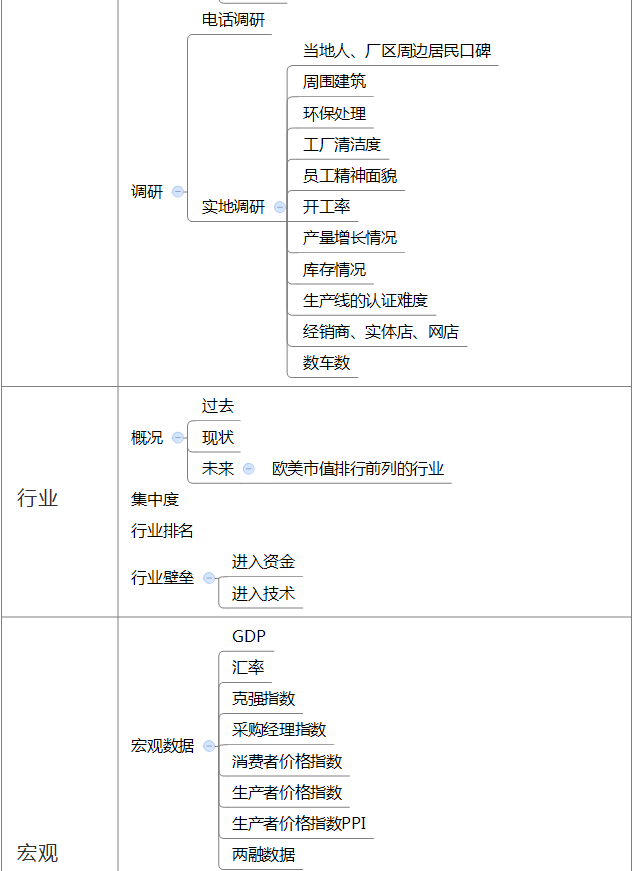 电话调研
当地人、厂区周边居民口碑
周围建筑
环保处理
工厂清洁度
员工精神面貌
调研
实地调研
开工率
产量增长情况
库存情况
生产线的认证难度
经销商、实体店、网店
数车数
过去
概况
现状
未来
欧美市值排行前列的行业
行业
集中度
行业排名
进入资金
行业壁垒
进入技术
GDP
汇率
克强指数
采购经理指数
宏观数据
消费者价格指数
生产者价格指数
生产者价格指数PPI
宏观
两融数据